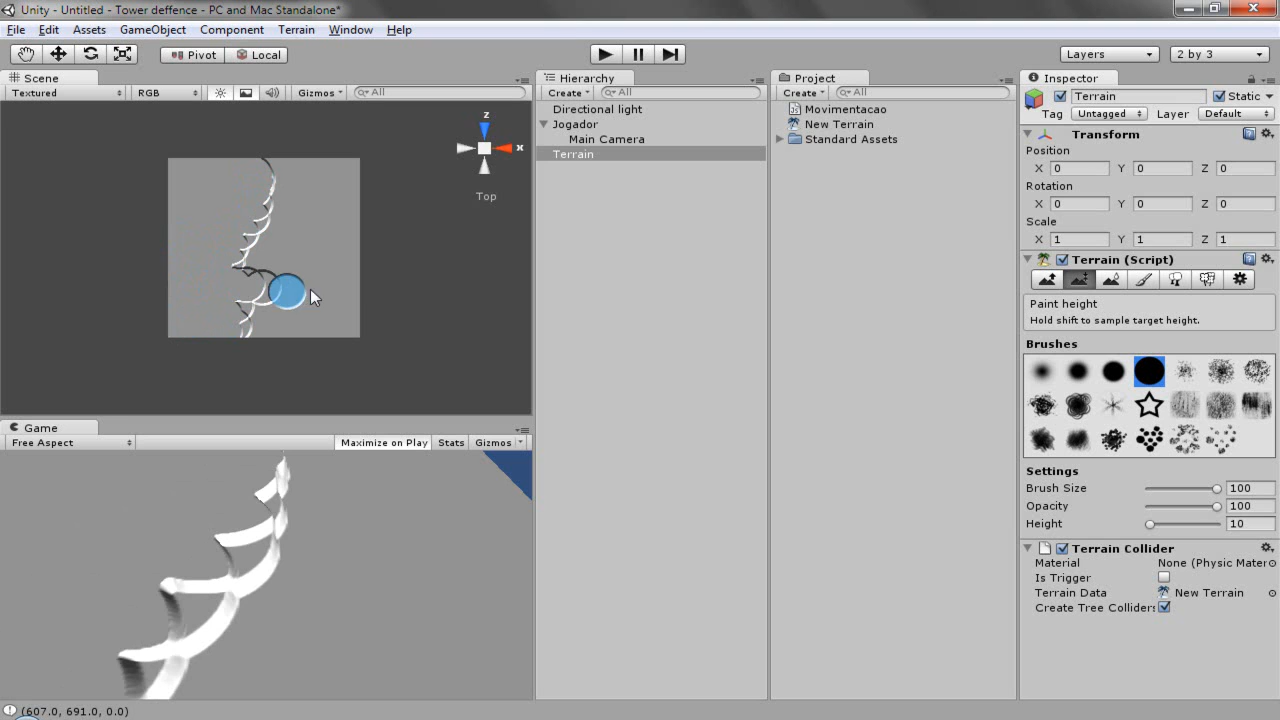 Unity - Untitled - Tower deffence - PC and Mac Standalone*
File Edit Assets GameObject Component Terrain Window Help
Pivot Local Layers 2 by 3
Scene
Textured RGB Gizmos All
z
x
Top
Game
Free Aspect Maximize on Play Stats Gizmos
(607.0, 691.0, 0.0)
Hierarchy
Create All
Directional light
Jogador
Main Camera
Terrain
Project
Create All
Movimentacao
New Terrain
Standard Assets
Inspector
Terrain Static
Tag Untagged Layer Default
Transform
Position
X 0 Y 0 Z 0
Rotation
X 0 Y 0 Z 0
Scale
X 1 Y 1 Z 1
Terrain (Script)
Paint height
Hold shift to sample target height.
Brushes
Settings
Brush Size 100
Opacity 100
Height 10
Terrain Collider
Material None (Physic Mater
Is Trigger
Terrain Data New Terrain
Create Tree Colliders